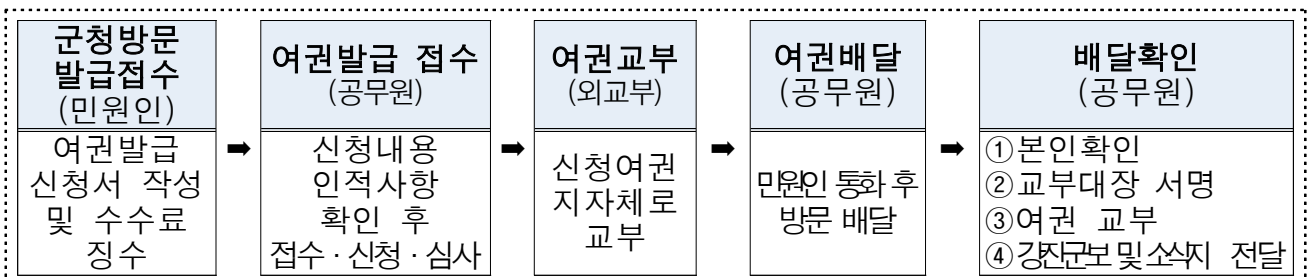 군청방문
발급접수
(민원인)
여권발급
신청서 작성
및 수수료
징수
➡
여권발급 접수
(공무원)
신청내용
인적사항
확인 후
접수·신청·심사
➡
여권교부
(외교부)
신청여권
지자체로
교부
➡
여권배달
(공무원)
민원인 통화 후
방문 배달
➡
배달확인
(공무원)
①본인확인
②교부대장 서명
③여권 교부
④강진군보 및 소식지 전달